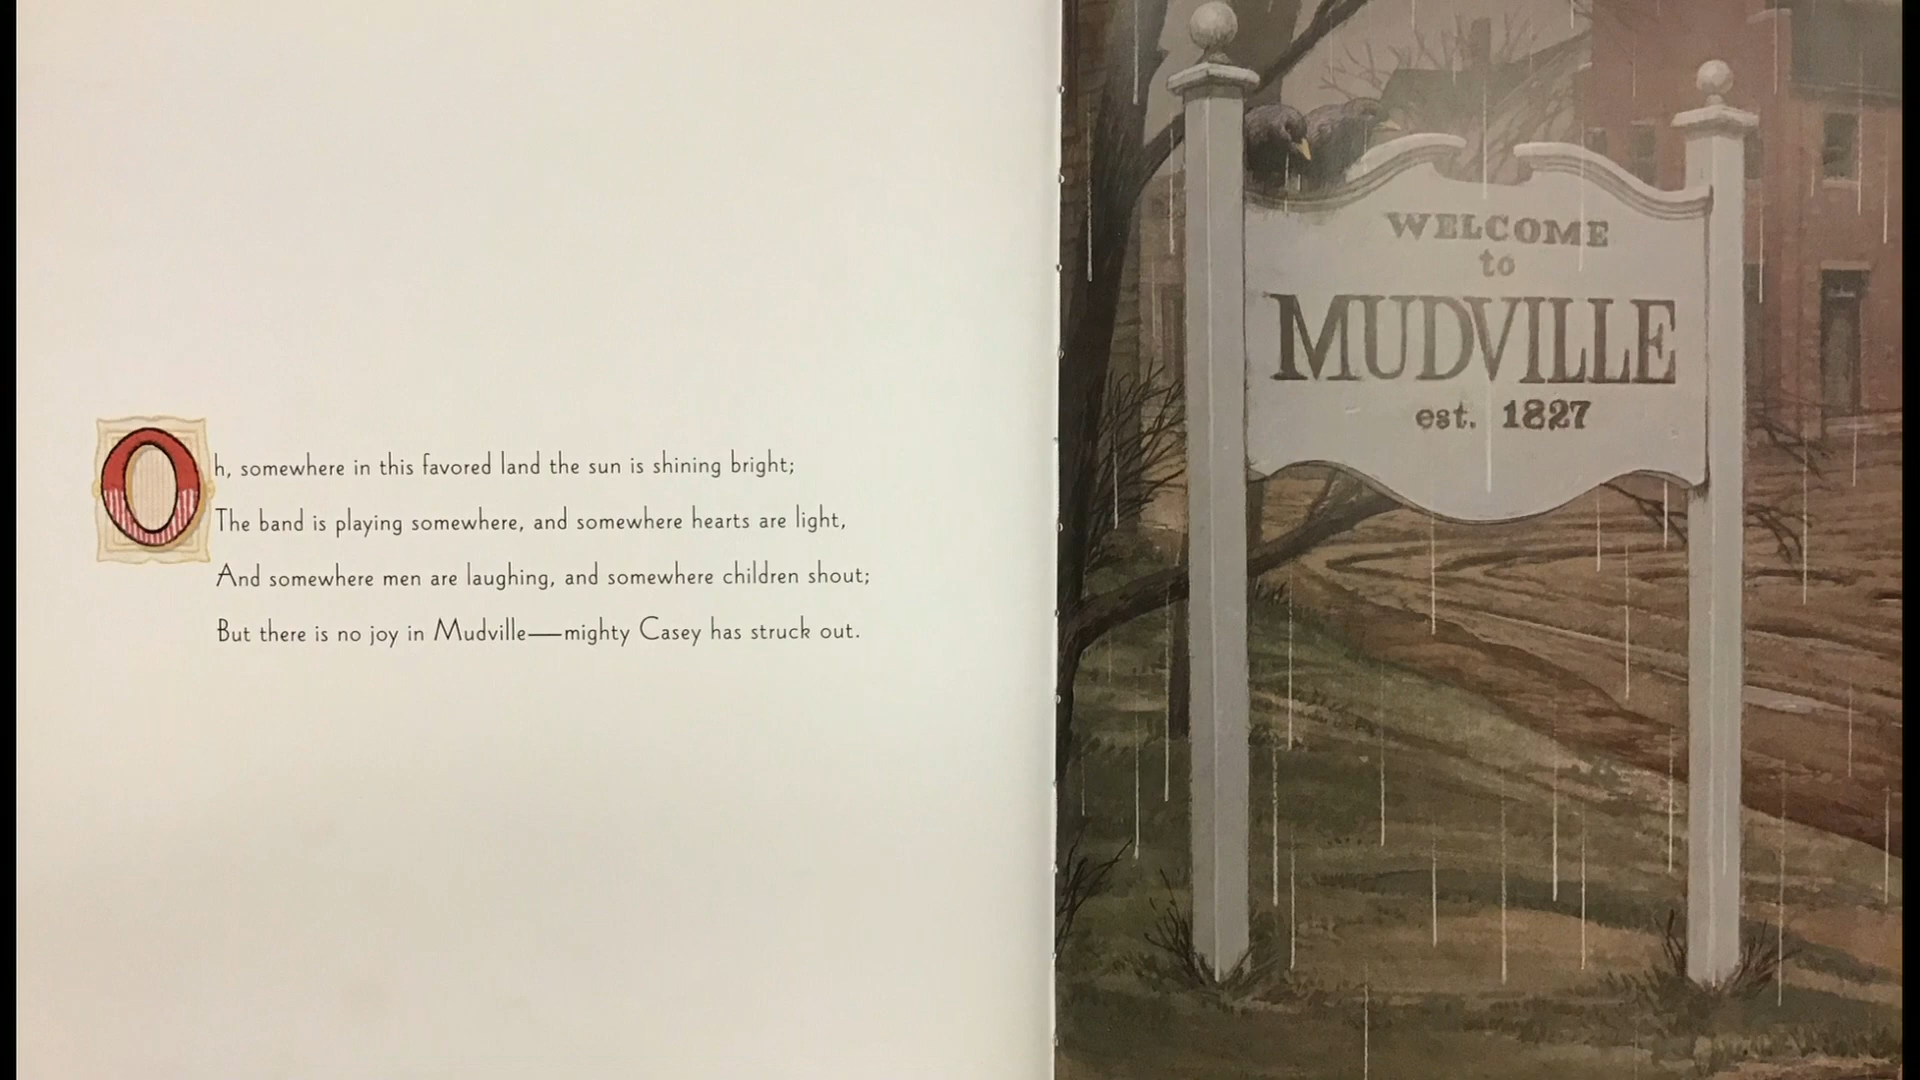 Oh, somewhere in this favored land the sun is shining bright;
The band is playing somewhere, and somewhere hearts are light,
And somewhere men are laughing, and somewhere children shout;
But there is no joy in Mudville—mighty Casey has struck out.
WELCOME
to
MUDVILLE
est. 1827